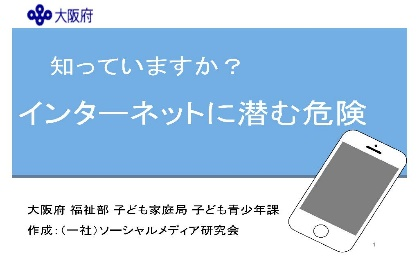 大阪府
知っていますか？
インターネットに潜む危険
大阪府 福祉部 子ども家庭局 子ども青少年課
作成：（一社）ソーシャルメディア研究会
1